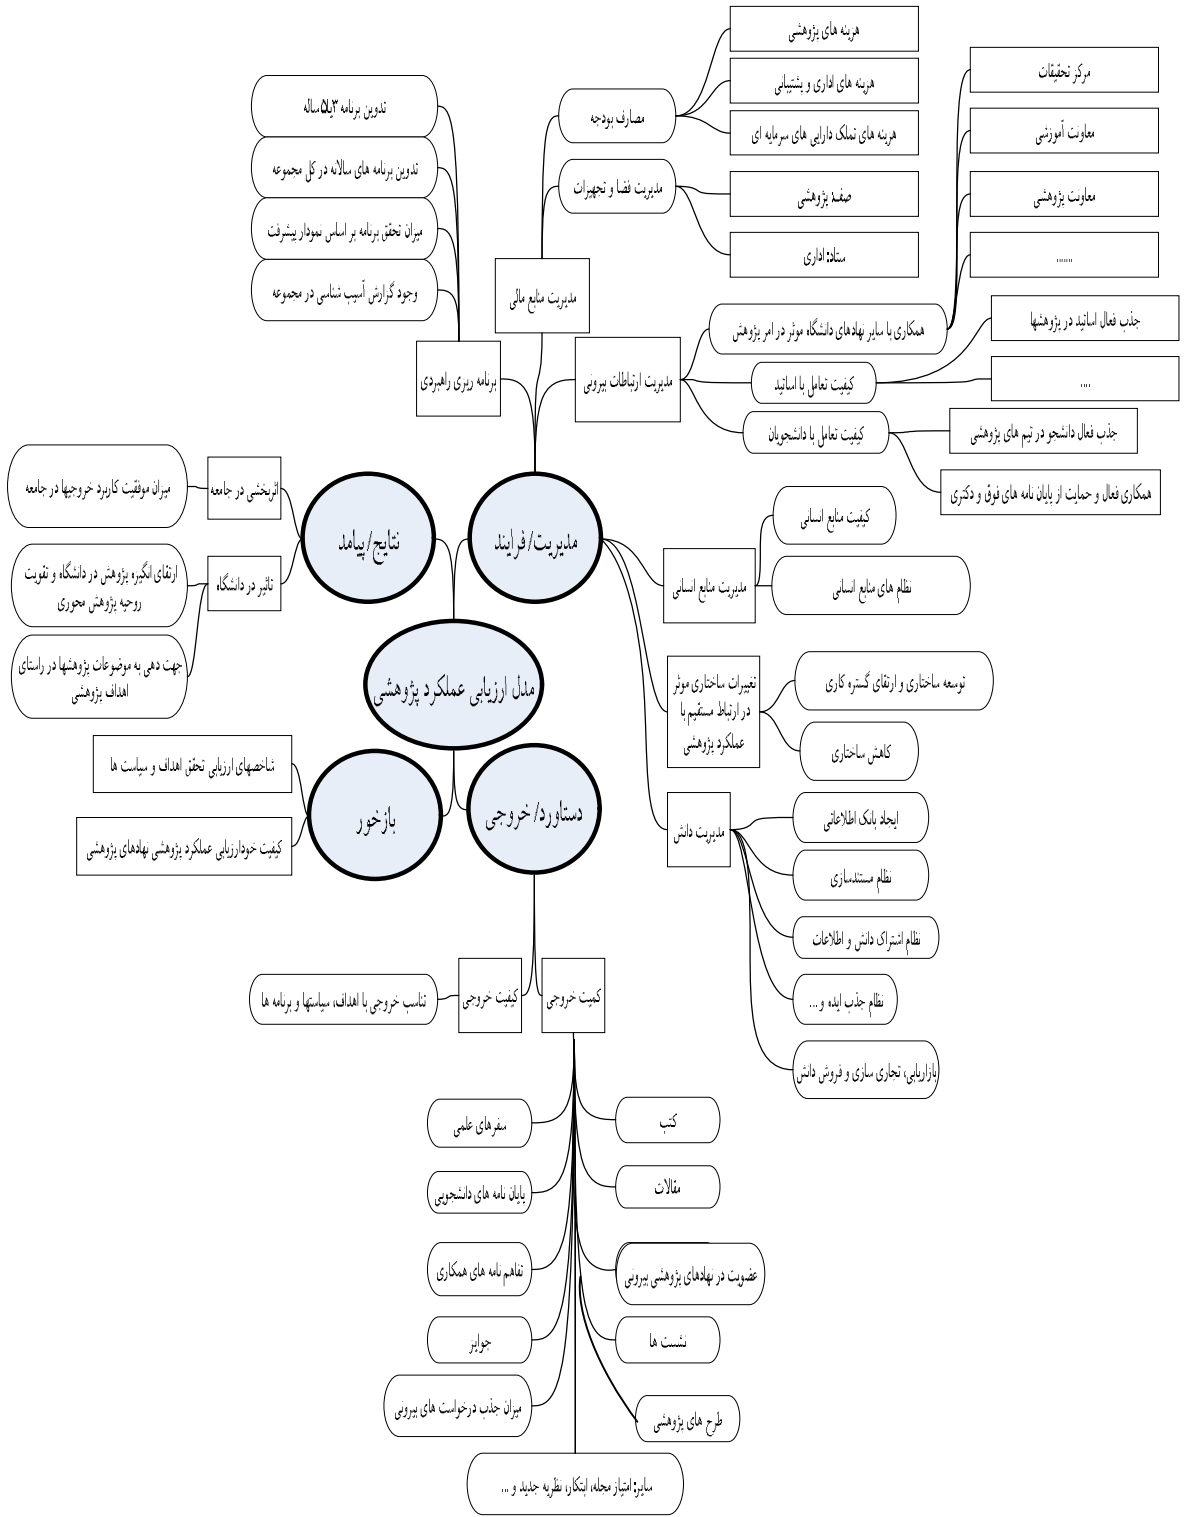 هزینه های پژوهشی
هزینه های اداری و پشتیبانی
هزینه های تملک دارایی های سرمایه ای
مصارف بودجه
صف: پژوهشی
ستاد: اداری
مدیریت فضا و تجهیزات
مدیریت منابع مالی
مرکز تحقیقات
معاونت آموزشی
معاونت پژوهشی
.......
همکاری با سایر نهادهای دانشگاه موثر در امر پژوهش
جذب فعال اساتید در پژوهشها
....
کیفیت تعامل با اساتید
جذب فعال دانشجو در تیم های پژوهشی
همکاری فعال و حمایت از پایان نامه های فوق و دکتری
کیفیت تعامل با دانشجویان
مدیریت ارتباطات بیرونی
تدوین برنامه ۳یا۵ساله
تدوین برنامه های سالانه در کل مجموعه
میزان تحقق برنامه بر اساس نمودار پیشرفت
وجود گزارش آسیب شناسی در مجموعه
برنامه ریزی راهبردی
مدیریت/فرایند
نتایج/پیامد
اثربخشی در جامعه
میزان موفقیت کاربرد خروجیها در جامعه
تاثیر در دانشگاه
ارتقای انگیزه پژوهش در دانشگاه و تقویت
روحیه پژوهش محوری
جهت دهی به موضوعات پژوهشها در راستای
اهداف پژوهشی
کیفیت منابع انسانی
نظام های منابع انسانی
مدیریت منابع انسانی
تغییرات ساختاری موثر
در ارتباط مستقیم با
عملکرد پژوهشی
توسعه ساختاری و ارتقای گستره کاری
کاهش ساختاری
مدل ارزیابی عملکرد پژوهشی
مدیریت دانش
ایجاد بانک اطلاعاتی
نظام مستندسازی
نظام اشتراک دانش و اطلاعات
نظام جذب ایده و ...
بازاریابی، تجاری سازی و فروش دانش
دستاورد/خروجی
بازخور
شاخصهای ارزیابی تحقق اهداف و سیاست ها
کیفیت خودارزیابی عملکرد پژوهشی نهادهای پژوهشی
کمیت خروجی
کیفیت خروجی
تناسب خروجی با اهداف، سیاستها و برنامه ها
کتب
سفرهای علمی
مقالات
پایان نامه های دانشجویی
عضویت در نهادهای پژوهشی بیرونی
تفاهم نامه های همکاری
نشست ها
جوایز
طرح های پژوهشی
میزان جذب درخواست های بیرونی
سایر: امتیاز مجله، ابتکار، نظریه جدید و ...